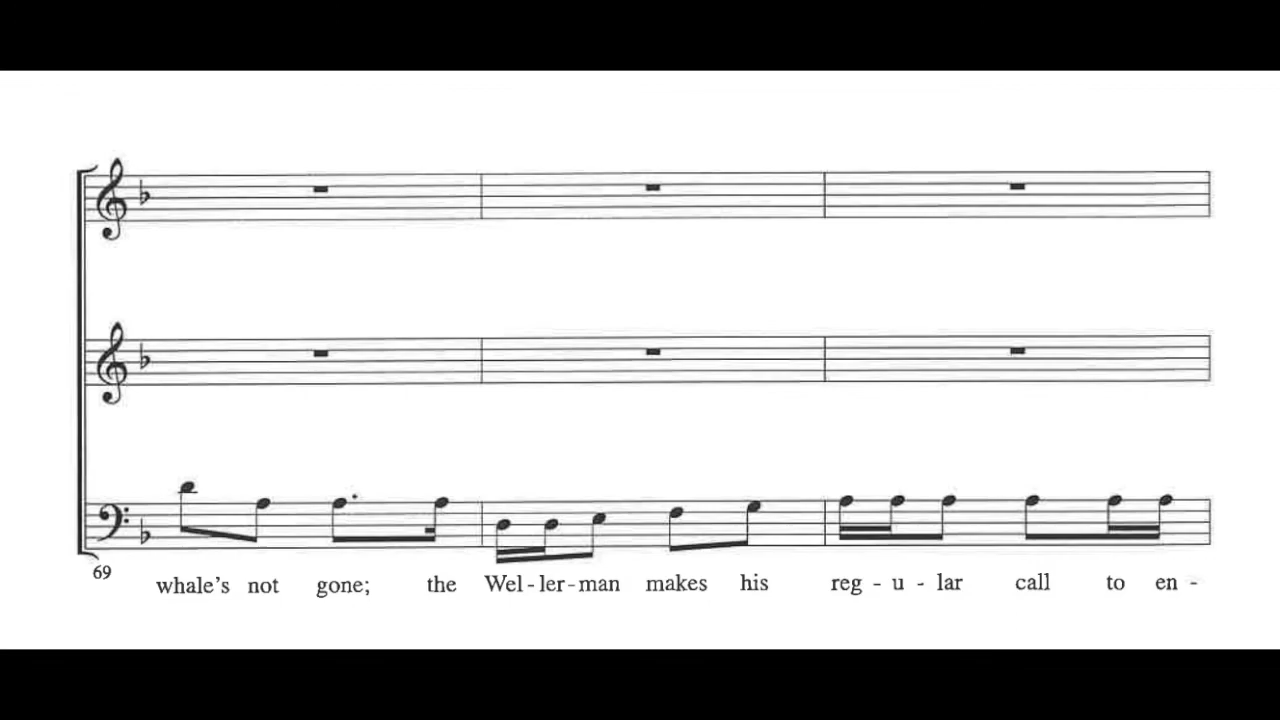 69
whale's not gone; the Wel - ler - man makes his reg - u - lar call to en -